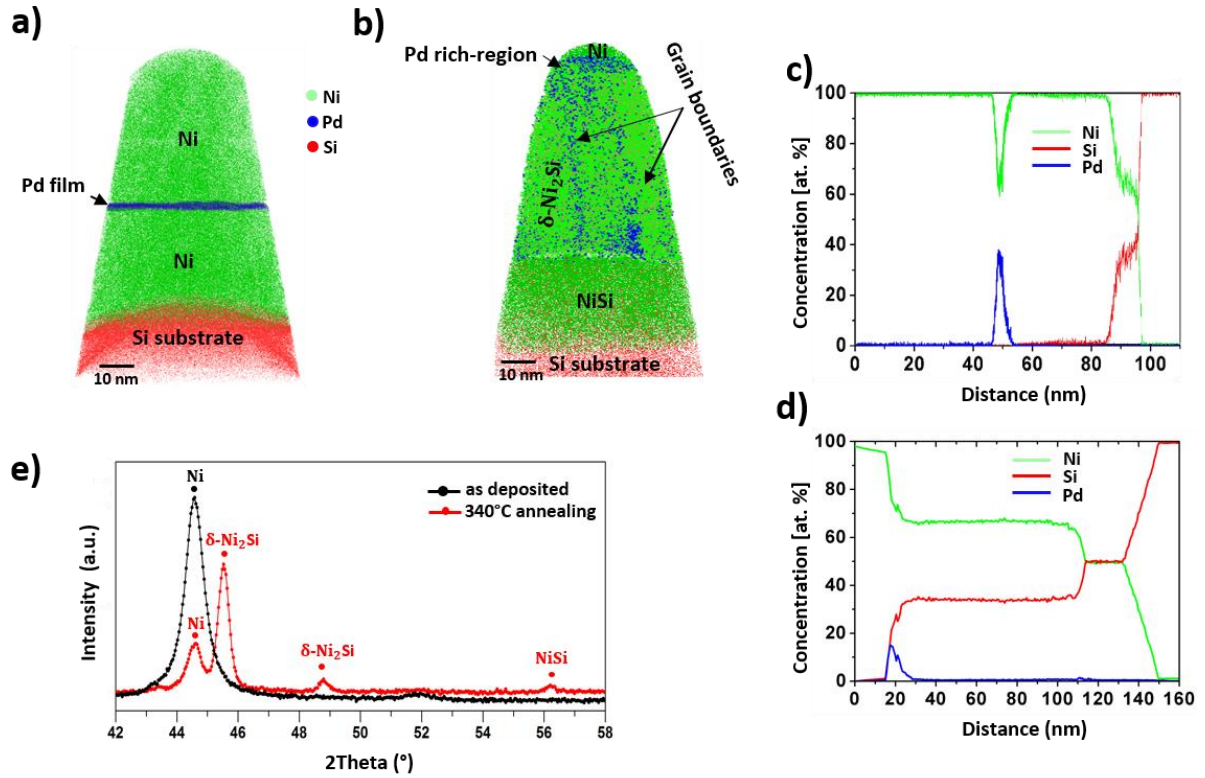 a)
Ni
Pd film
Ni
Si substrate
10 nm
Ni
Pd
Si
b)
Ni
Pd rich-region
Grain boundaries
δ-Ni₂Si
NiSi
Si substrate
10 nm
c)
Concentration [at. %]
100
80
60
40
20
0
Ni
Si
Pd
0 20 40 60 80 100
Distance (nm)
d)
Concentration [at. %]
100
80
60
40
20
0
Ni
Si
Pd
0 20 40 60 80 100 120 140 160
Distance (nm)
e)
Intensity (a.u.)
Ni
as deposited
340°C annealing
δ-Ni₂Si
Ni
δ-Ni₂Si
NiSi
42 44 46 48 50 52 54 56 58
2Theta (°)